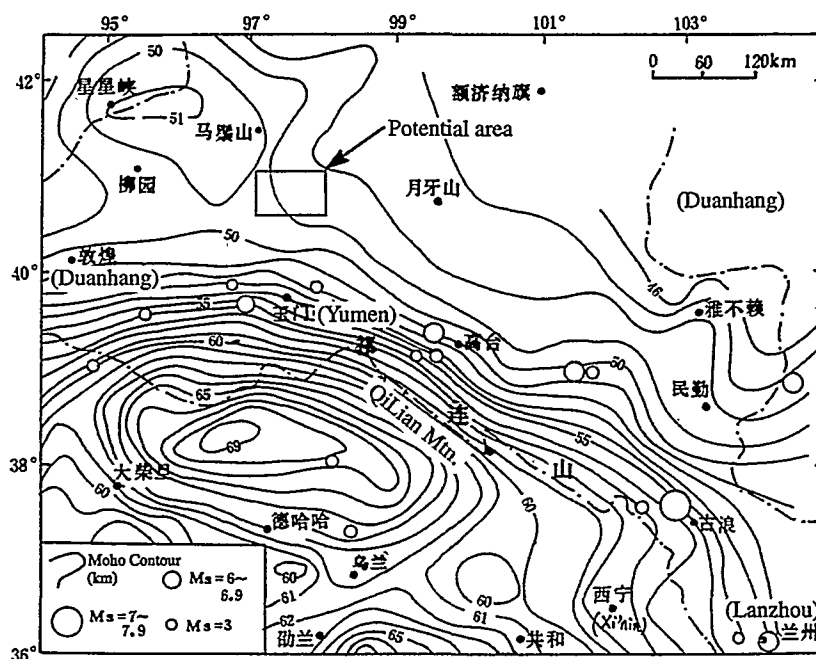 95°
97°
99°
101°
103°
42°
40°
38°
36°
0 60 120km
50
星星峡
51
马鬃山
额济纳旗
Potential area
柳园
月牙山
(Duanhang)
敦煌
(Duanhang)
50
46
雅不赖
55
玉门(Yumen)
高台
60
祁
50
民勤
65
连
QiLian Mtn.
55
69
山
大柴旦
60
60
德哈哈
古浪
乌兰
60
61
60
61
西宁
(Xi'nin)
62
劭兰
65
共和
(Lanzhou)
兰州
Moho Contour
(km)
Ms=6~
6.9
Ms=7~
7.9
Ms=3